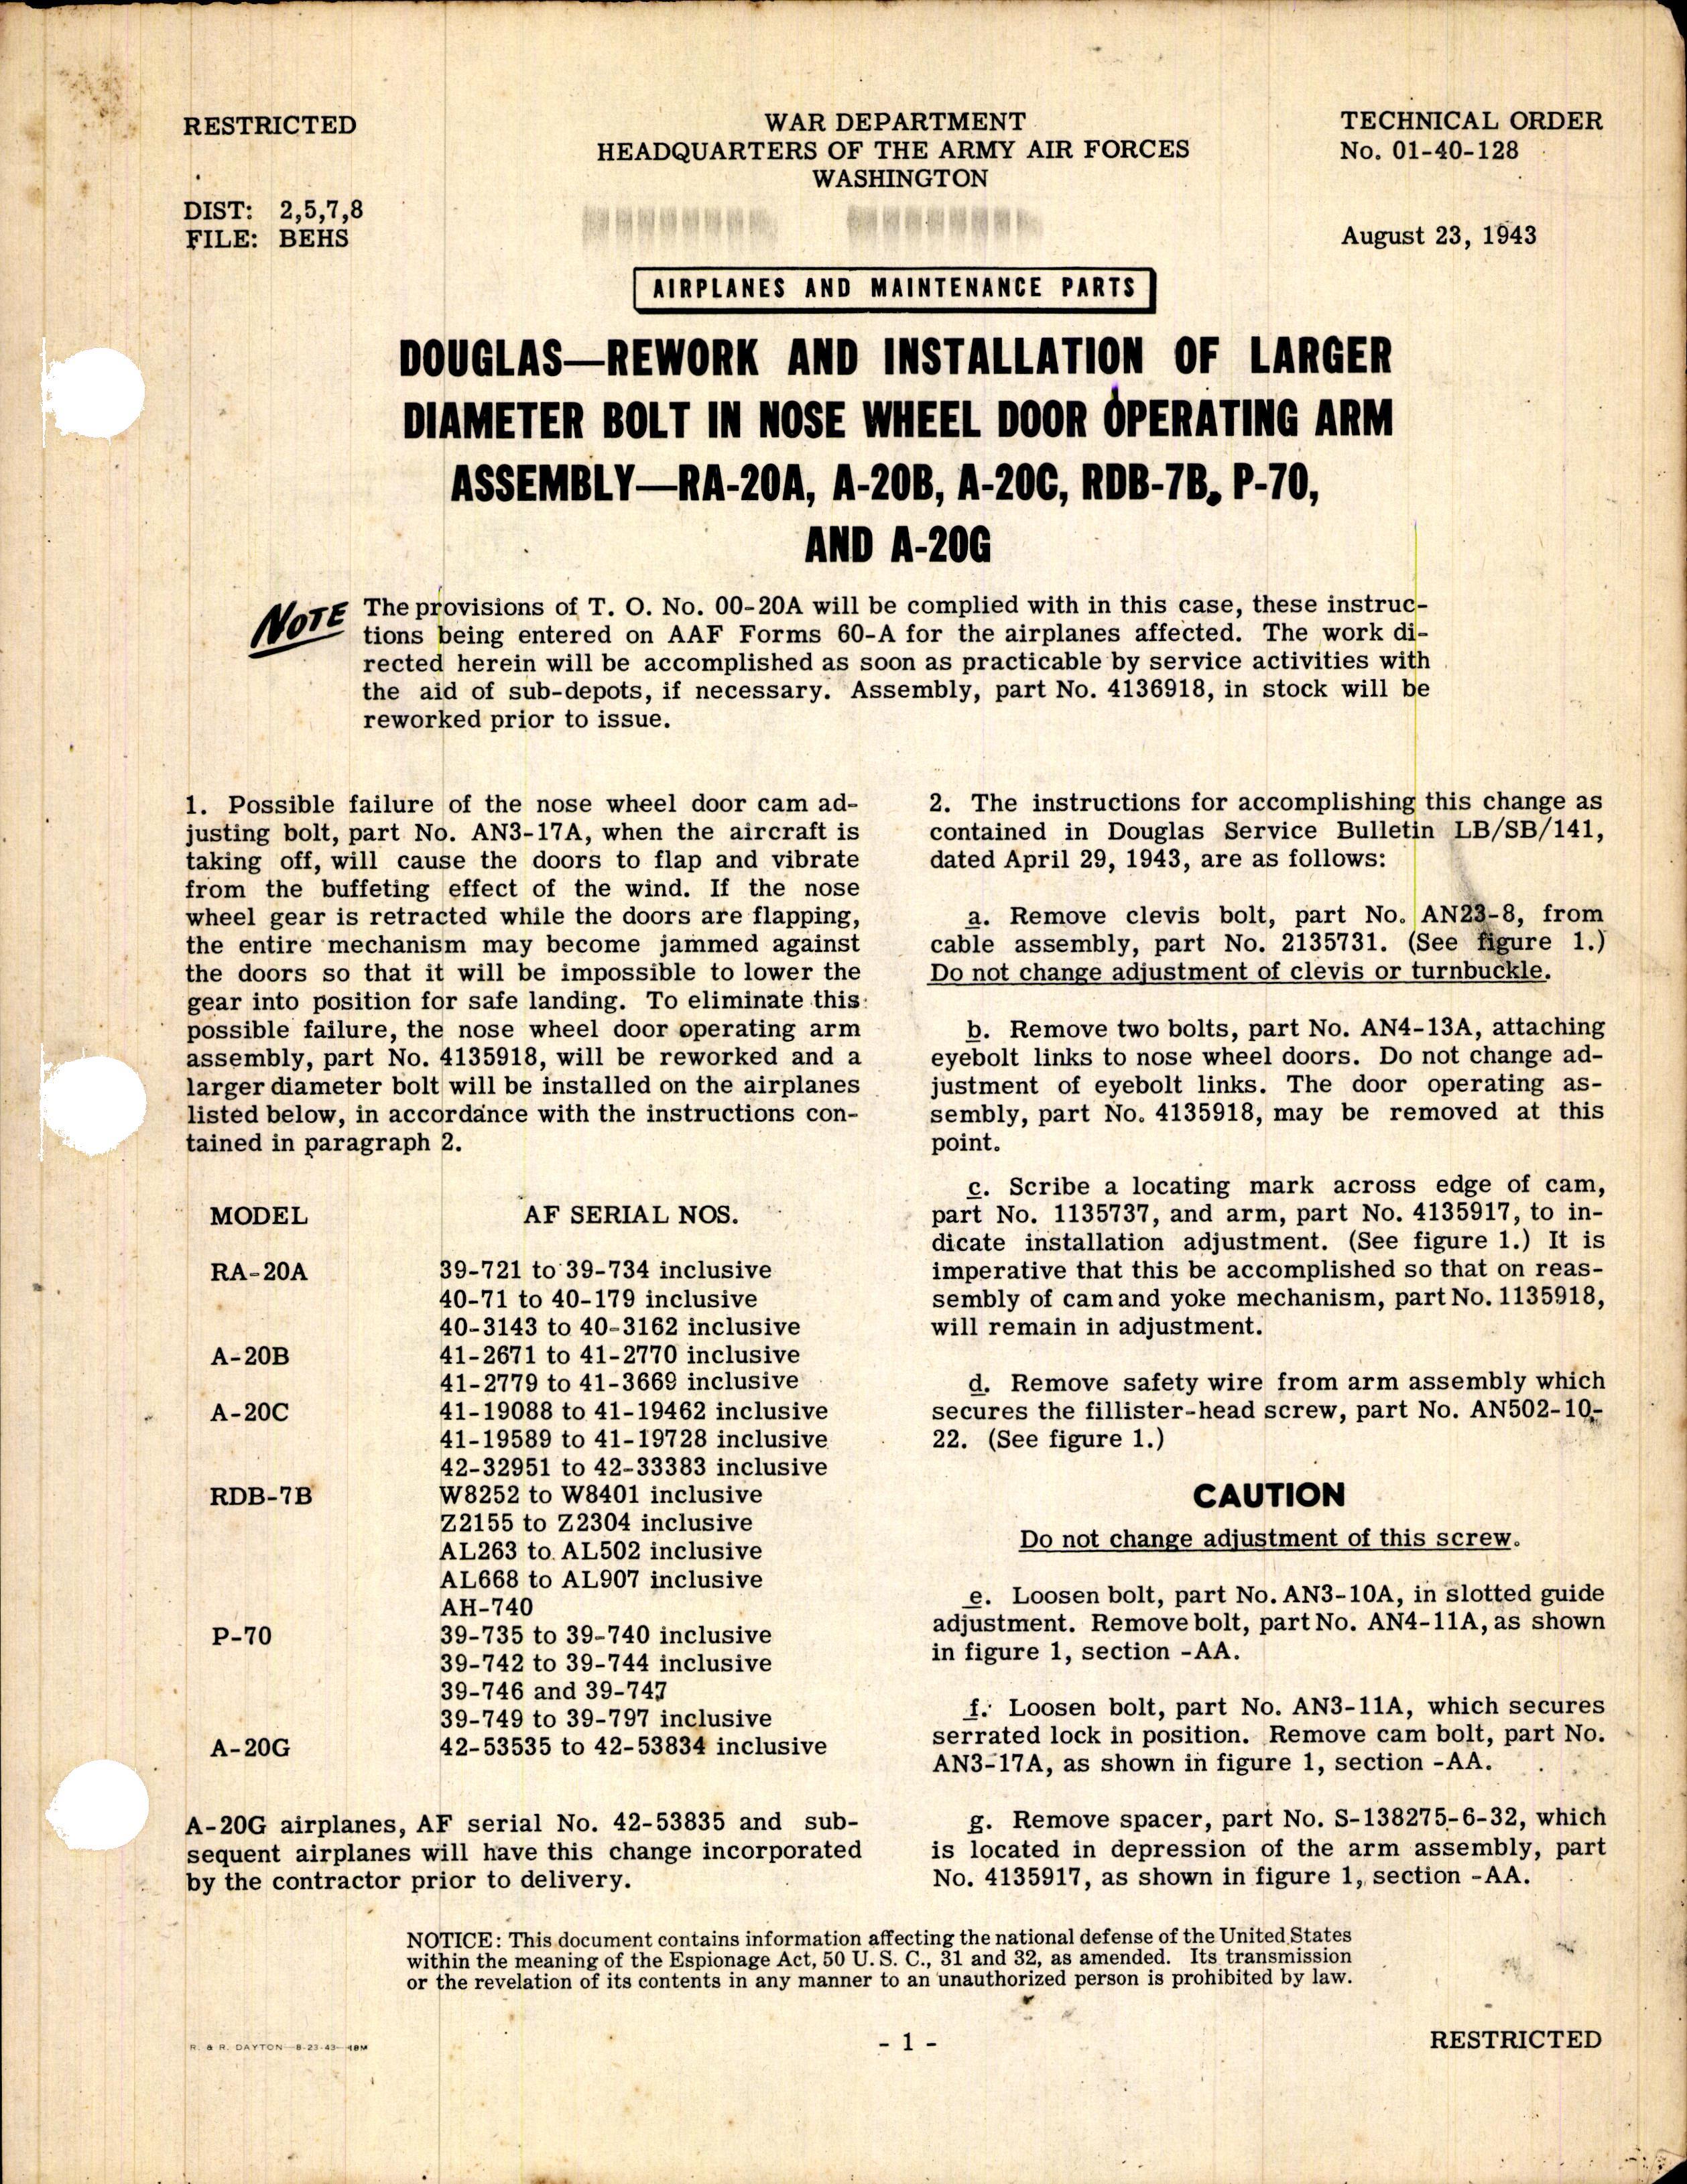 RESTRICTED
WAR DEPARTMENT
HEADQUARTERS OF THE ARMY AIR FORCES
WASHINGTON
TECHNICAL ORDER
No. 01-40-128
DIST: 2,5,7,8
FILE: BEHS
August 23, 1943
AIRPLANES AND MAINTENANCE PARTS
DOUGLAS—REWORK AND INSTALLATION OF LARGER
DIAMETER BOLT IN NOSE WHEEL DOOR OPERATING ARM
ASSEMBLY—RA-20A, A-20B, A-20C, RDB-7B, P-70,
AND A-20G
NOTE
The provisions of T. O. No. 00-20A will be complied with in this case, these instruc-
tions being entered on AAF Forms 60-A for the airplanes affected. The work di-
rected herein will be accomplished as soon as practicable by service activities with
the aid of sub-depots, if necessary. Assembly, part No. 4136918, in stock will be
reworked prior to issue.
1. Possible failure of the nose wheel door cam ad-
justing bolt, part No. AN3-17A, when the aircraft is
taking off, will cause the doors to flap and vibrate
from the buffeting effect of the wind. If the nose
wheel gear is retracted while the doors are flapping,
the entire mechanism may become jammed against
the doors so that it will be impossible to lower the
gear into position for safe landing. To eliminate this
possible failure, the nose wheel door operating arm
assembly, part No. 4135918, will be reworked and a
larger diameter bolt will be installed on the airplanes
listed below, in accordance with the instructions con-
tained in paragraph 2.
MODEL AF SERIAL NOS.
RA-20A 39-721 to 39-734 inclusive
40-71 to 40-179 inclusive
40-3143 to 40-3162 inclusive
A-20B 41-2671 to 41-2770 inclusive
41-2779 to 41-3669 inclusive
A-20C 41-19088 to 41-19462 inclusive
41-19589 to 41-19728 inclusive
42-32951 to 42-33383 inclusive
RDB-7B W8252 to W8401 inclusive
Z2155 to Z2304 inclusive
AL263 to AL502 inclusive
AL668 to AL907 inclusive
AH-740
P-70 39-735 to 39-740 inclusive
39-742 to 39-744 inclusive
39-746 and 39-747
39-749 to 39-797 inclusive
A-20G 42-53535 to 42-53834 inclusive
A-20G airplanes, AF serial No. 42-53835 and sub-
sequent airplanes will have this change incorporated
by the contractor prior to delivery.
2. The instructions for accomplishing this change as
contained in Douglas Service Bulletin LB/SB/141,
dated April 29, 1943, are as follows:
a. Remove clevis bolt, part No. AN23-8, from
cable assembly, part No. 2135731. (See figure 1.)
Do not change adjustment of clevis or turnbuckle.
b. Remove two bolts, part No. AN4-13A, attaching
eyebolt links to nose wheel doors. Do not change ad-
justment of eyebolt links. The door operating as-
sembly, part No. 4135918, may be removed at this
point.
c. Scribe a locating mark across edge of cam,
part No. 1135737, and arm, part No. 4135917, to in-
dicate installation adjustment. (See figure 1.) It is
imperative that this be accomplished so that on reas-
sembly of cam and yoke mechanism, part No. 1135918,
will remain in adjustment.
d. Remove safety wire from arm assembly which
secures the fillister-head screw, part No. AN502-10-
22. (See figure 1.)
CAUTION
Do not change adjustment of this screw.
e. Loosen bolt, part No. AN3-10A, in slotted guide
adjustment. Remove bolt, part No. AN4-11A, as shown
in figure 1, section -AA.
f. Loosen bolt, part No. AN3-11A, which secures
serrated lock in position. Remove cam bolt, part No.
AN3-17A, as shown in figure 1, section -AA.
g. Remove spacer, part No. S-138275-6-32, which
is located in depression of the arm assembly, part
No. 4135917, as shown in figure 1, section -AA.
NOTICE: This document contains information affecting the national defense of the United States
within the meaning of the Espionage Act, 50 U. S. C., 31 and 32, as amended. Its transmission
or the revelation of its contents in any manner to an unauthorized person is prohibited by law.
R. & R. DAYTON 8-23-43 18M
- 1 -
RESTRICTED